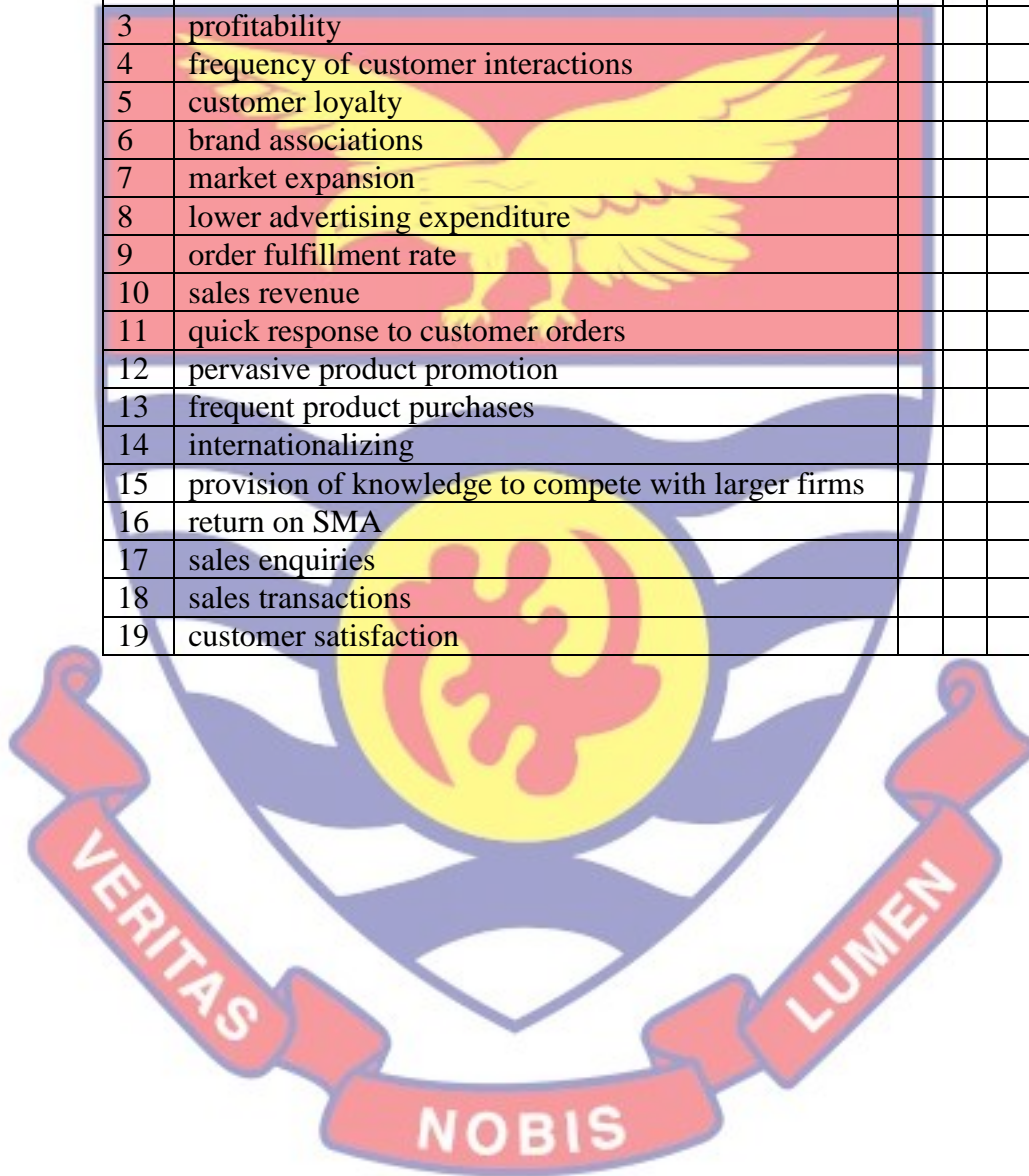 3 profitability
4 frequency of customer interactions
5 customer loyalty
6 brand associations
7 market expansion
8 lower advertising expenditure
9 order fulfillment rate
10 sales revenue
11 quick response to customer orders
12 pervasive product promotion
13 frequent product purchases
14 internationalizing
15 provision of knowledge to compete with larger firms
16 return on SMA
17 sales enquiries
18 sales transactions
19 customer satisfaction
VERITAS
NOBIS
LUMEN